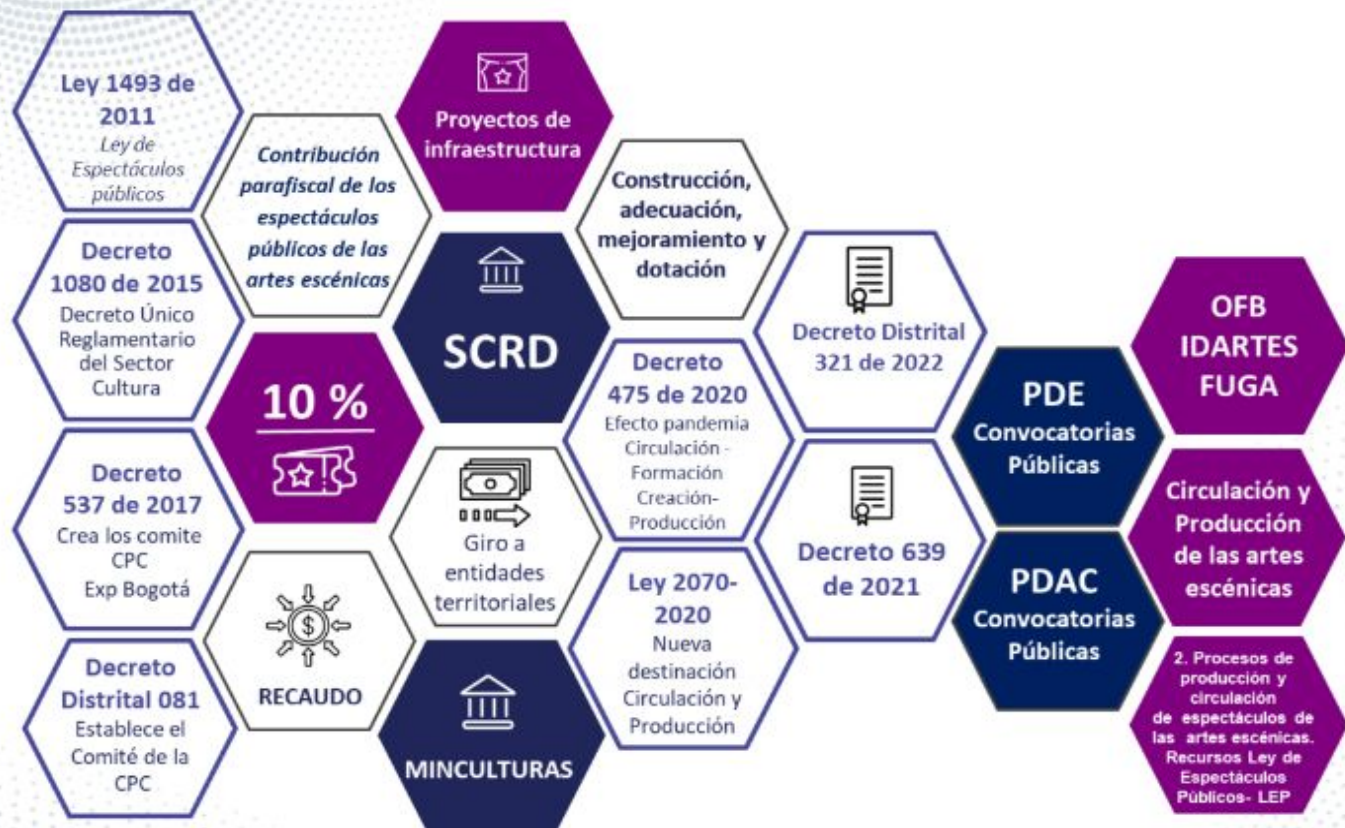 Ley 1493 de
2011
Ley de
Espectáculos
públicos
Decreto
1080 de 2015
Decreto Único
Reglamentario
del Sector
Cultura
Decreto
537 de 2017
Crea los comite
CPC
Exp Bogotá
Decreto
Distrital 081
Establece el
Comité de la
CPC
Contribución
parafiscal de los
espectáculos
públicos de las
artes escénicas
10 %
$
RECAUDO
Proyectos de
infraestructura
SCRD
Giro a
entidades
territoriales
MINCULTURAS
Construcción,
adecuación,
mejoramiento y
dotación
Decreto
475 de 2020
Efecto pandemia
Circulación -
Formación
Creación-
Producción
Ley 2070-
2020
Nueva
destinación
Circulación y
Producción
Decreto Distrital
321 de 2022
Decreto 639
de 2021
PDE
Convocatorias
Públicas
PDAC
Convocatorias
Públicas
OFB
IDARTES
FUGA
Circulación y
Producción
de las artes
escénicas
2. Procesos de
producción y
circulación
de espectáculos de
las artes escénicas.
Recursos Ley de
Espectáculos
Públicos- LEP